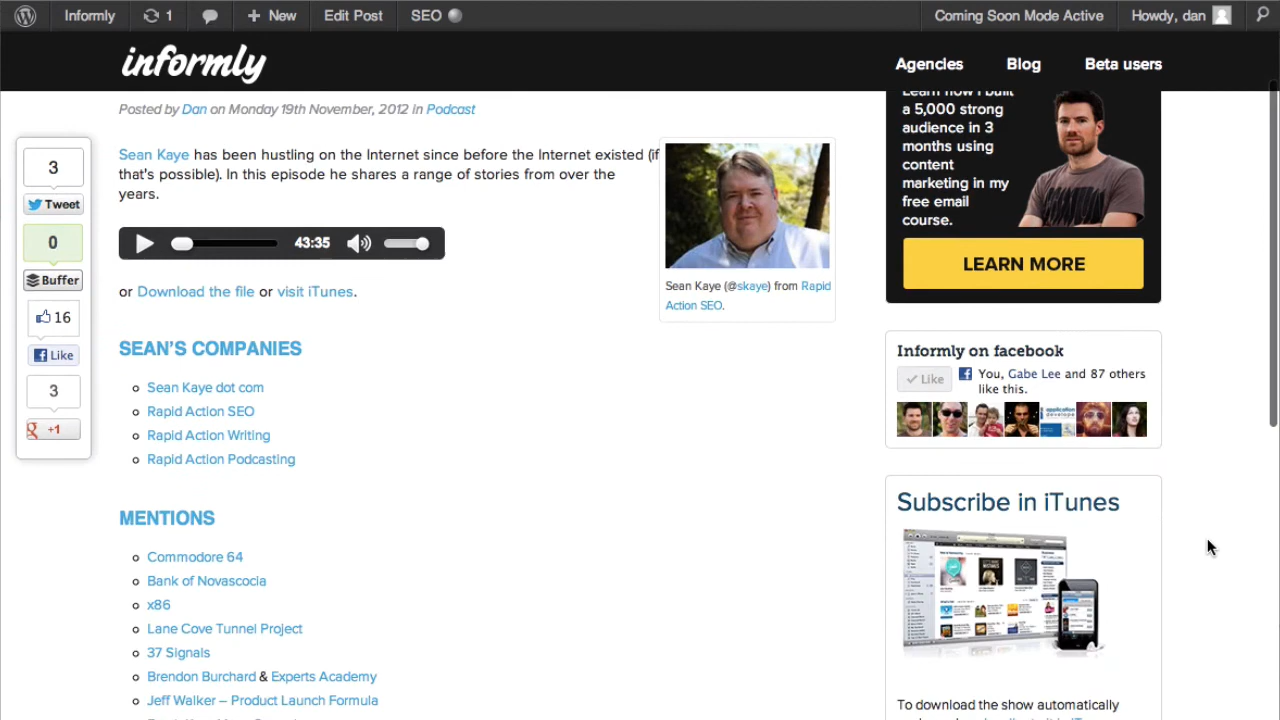 Informly
1
New
Edit Post
SEO
Coming Soon Mode Active
Howdy, dan
informly
Agencies
Blog
Beta users
Posted by Dan on Monday 19th November, 2012 in Podcast
3
Tweet
0
Buffer
16
Like
3
+1
Sean Kaye has been hustling on the Internet since before the Internet existed (if
that's possible). In this episode he shares a range of stories from over the
years.
43:35
or Download the file or visit iTunes.
Sean Kaye (@skaye) from Rapid
Action SEO.
SEAN'S COMPANIES
Sean Kaye dot com
Rapid Action SEO
Rapid Action Writing
Rapid Action Podcasting
MENTIONS
Commodore 64
Bank of Novascocia
x86
Lane Cove Tunnel Project
37 Signals
Brendon Burchard & Experts Academy
Jeff Walker – Product Launch Formula
Learn how I built
a 5,000 strong
audience in 3
months using
content
marketing in my
free email
course.
LEARN MORE
Informly on facebook
Like
You, Gabe Lee and 87 others
like this.
Subscribe in iTunes
To download the show automatically